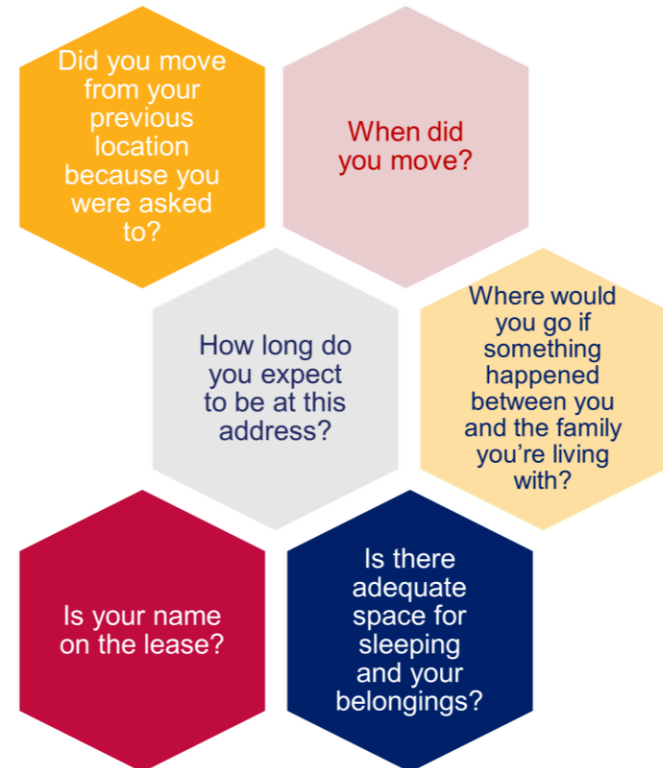 Did you move
from your
previous
location
because you
were asked
to?
When did
you move?
How long do
you expect
to be at this
address?
Where would
you go if
something
happened
between you
and the family
you’re living
with?
Is your name
on the lease?
Is there
adequate
space for
sleeping
and your
belongings?